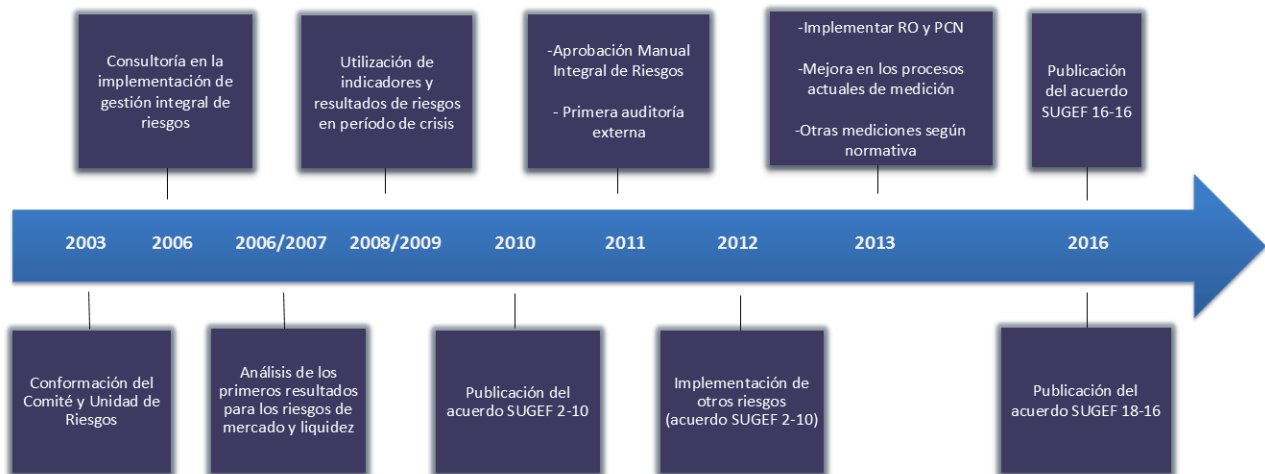 Consultoría en la
implementación de
gestión integral de
riesgos
Utilización de
indicadores y
resultados de riesgos
en período de crisis
-Aprobación Manual
Integral de Riesgos
- Primera auditoría
externa
-Implementar RO y PCN
-Mejora en los procesos
actuales de medición
-Otras mediciones según
normativa
Publicación
del acuerdo
SUGEF 16-16
2003
2006
2006/2007
2008/2009
2010
2011
2012
2013
2016
Conformación del
Comité y Unidad de
Riesgos
Análisis de los
primeros resultados
para los riesgos de
mercado y liquidez
Publicación del
acuerdo SUGEF 2-10
Implementación de
otros riesgos
(acuerdo SUGEF 2-10)
Publicación del
acuerdo SUGEF 18-16